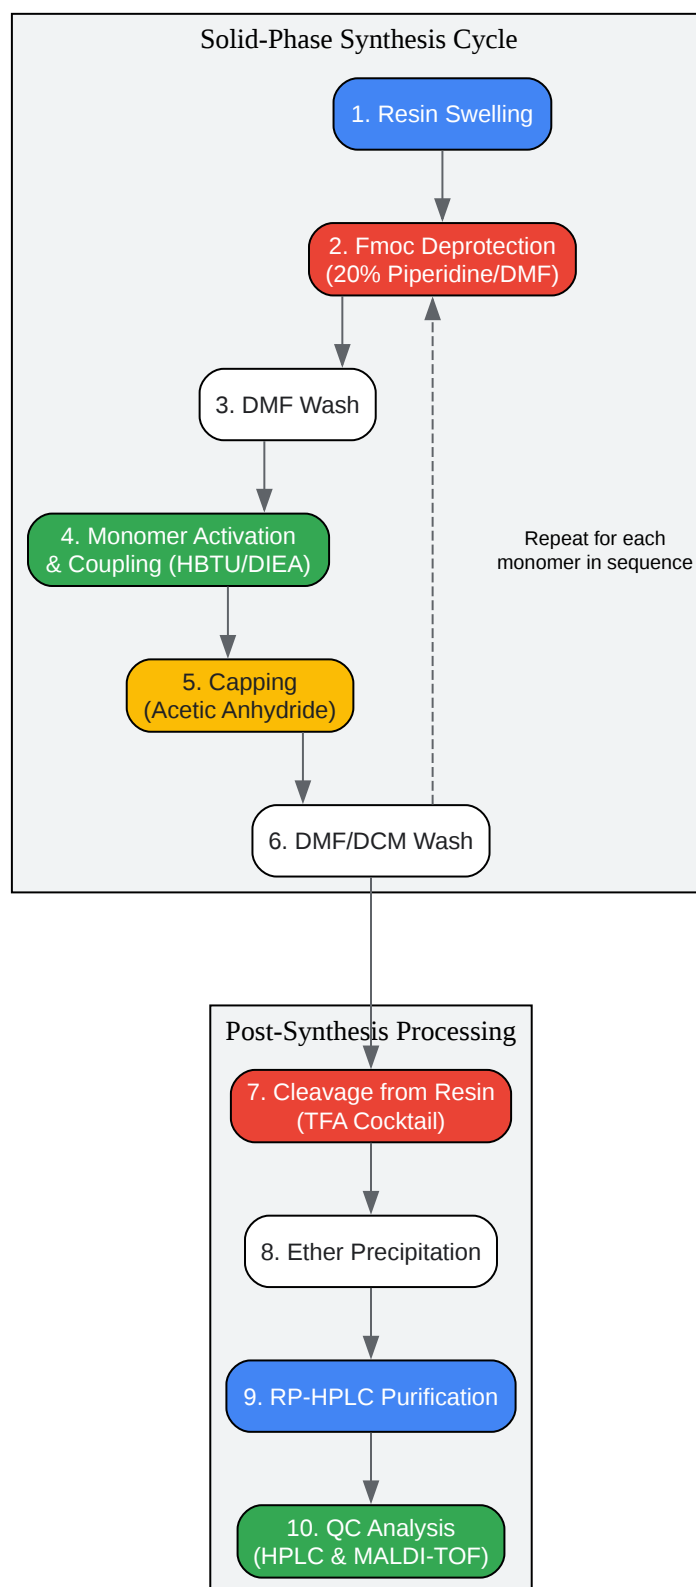 Solid-Phase Synthesis Cycle
1. Resin Swelling
2. Fmoc Deprotection
(20% Piperidine/DMF)
3. DMF Wash
4. Monomer Activation
& Coupling (HBTU/DIEA)
Repeat for each
monomer in sequence
5. Capping
(Acetic Anhydride)
6. DMF/DCM Wash
Post-Synthesis Processing
7. Cleavage from Resin
(TFA Cocktail)
8. Ether Precipitation
9. RP-HPLC Purification
10. QC Analysis
(HPLC & MALDI-TOF)